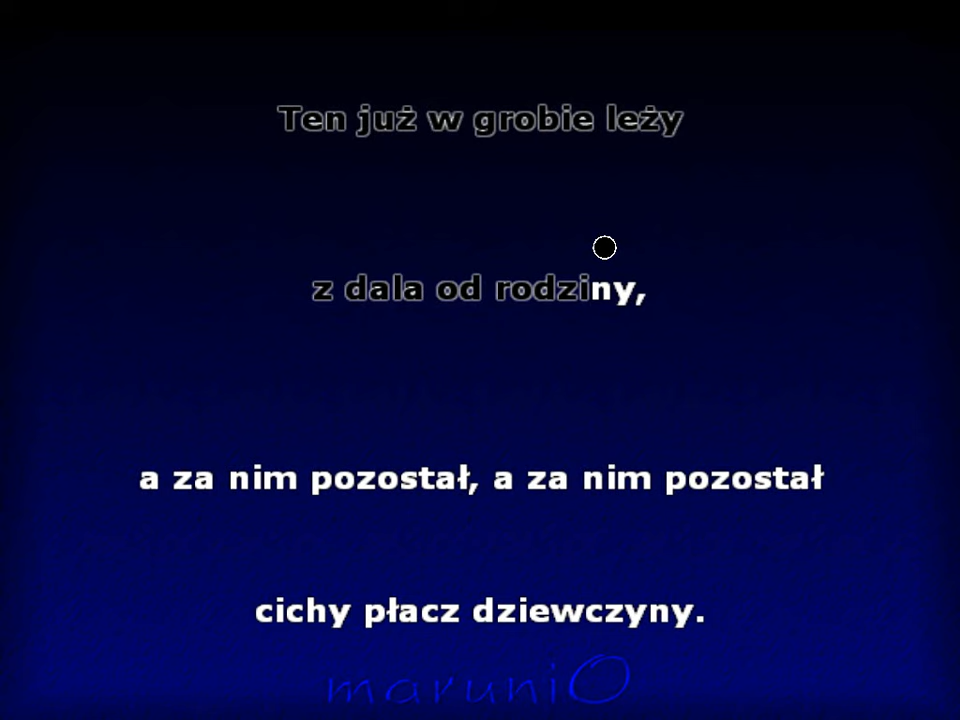 Ten już w grobie leży
z dala od rodziny,
a za nim pozostał, a za nim pozostał
cichy płacz dziewczyny.
maruniO